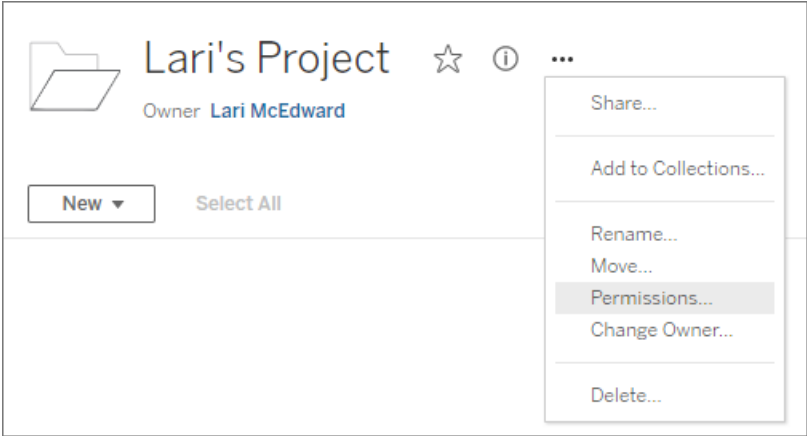 Lari's Project
Owner Lari McEdward
New
Select All
Share...
Add to Collections...
Rename...
Move...
Permissions...
Change Owner...
Delete...